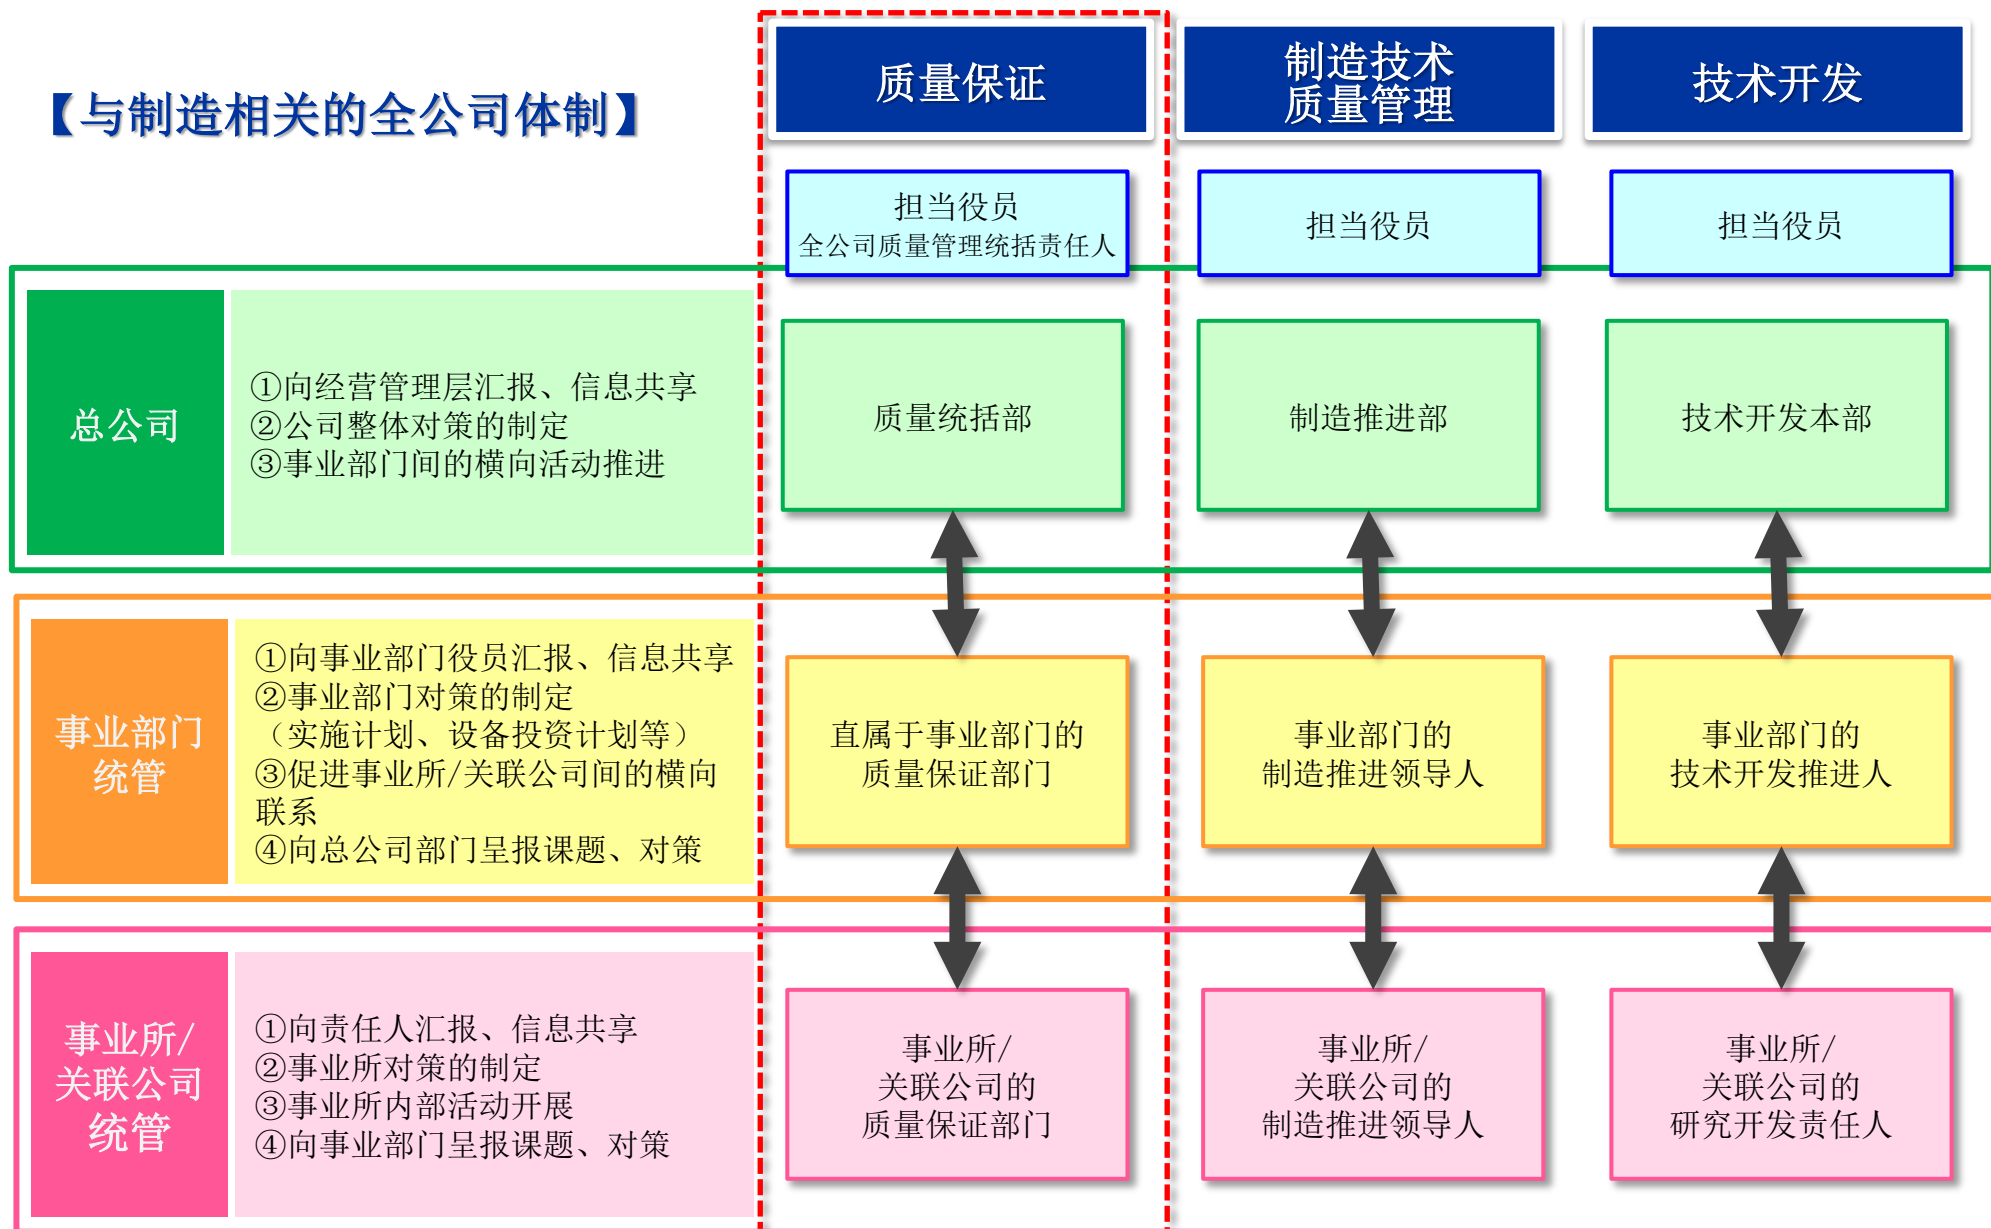 【与制造相关的全公司体制】
质量保证
制造技术
质量管理
技术开发
担当役员
全公司质量管理统括责任人
担当役员
担当役员
总公司
①向经营管理层汇报、信息共享
②公司整体对策的制定
③事业部门间的横向活动推进
质量统括部
制造推进部
技术开发本部
事业部门
统管
①向事业部门役员汇报、信息共享
②事业部门对策的制定
（实施计划、设备投资计划等）
③促进事业所/关联公司间的横向
联系
④向总公司部门呈报课题、对策
直属于事业部门的
质量保证部门
事业部门的
制造推进领导人
事业部门的
技术开发推进人
事业所/
关联公司
统管
①向责任人汇报、信息共享
②事业所对策的制定
③事业所内部活动开展
④向事业部门呈报课题、对策
事业所/
关联公司的
质量保证部门
事业所/
关联公司的
制造推进领导人
事业所/
关联公司的
研究开发责任人